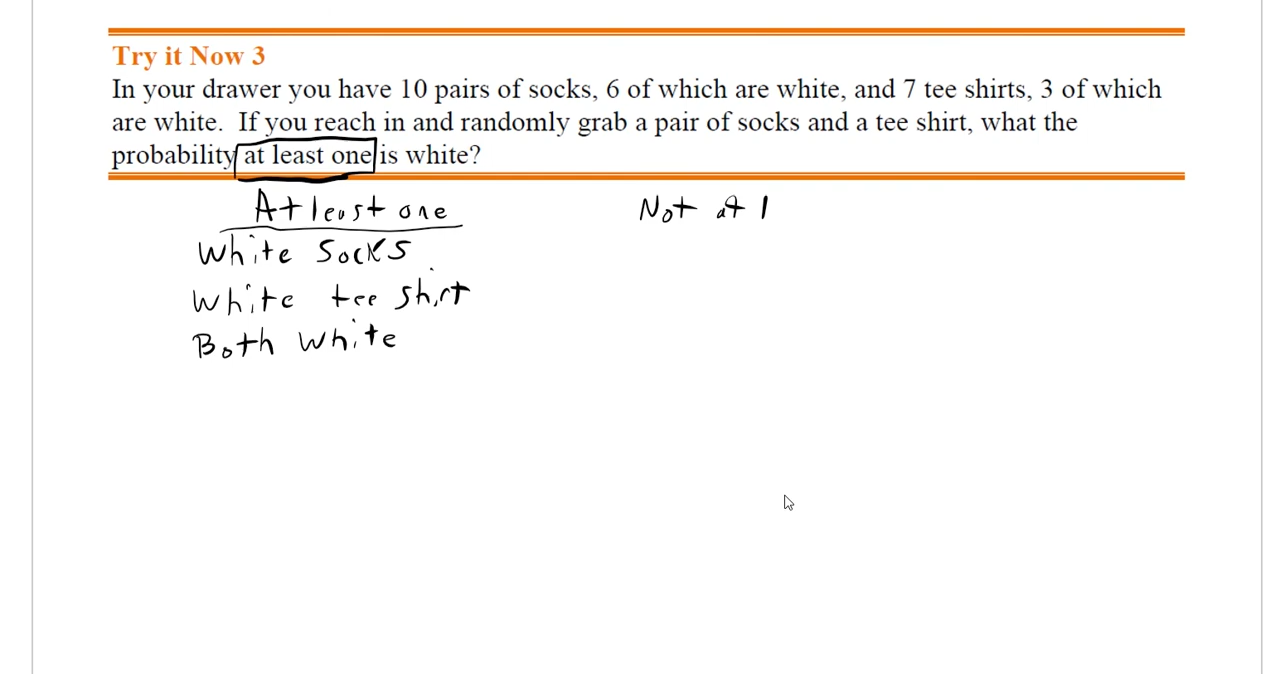 Try it Now 3
In your drawer you have 10 pairs of socks, 6 of which are white, and 7 tee shirts, 3 of which
are white. If you reach in and randomly grab a pair of socks and a tee shirt, what the
probability at least one is white?
At least one Not at l
White Socks
White tee shirt
Both White